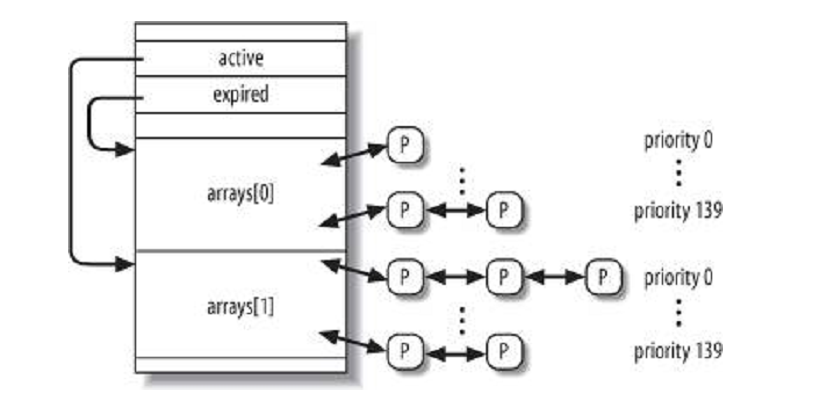 active
expired
P
priority 0
arrays[0]
P P
priority 139
P P P
priority 0
arrays[1]
P P
priority 139